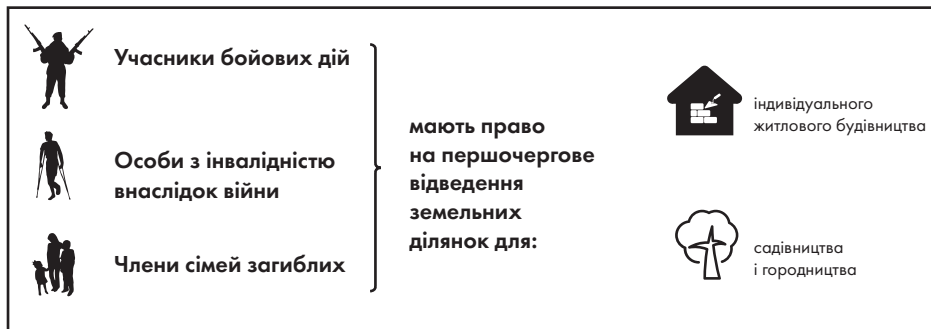 Учасники бойових дій
Особи з інвалідністю
внаслідок війни
Члени сімей загиблих
мають право
на першочергове
відведення
земельних
ділянок для:
індивідуального
житлового будівництва
садівництва
і городництва